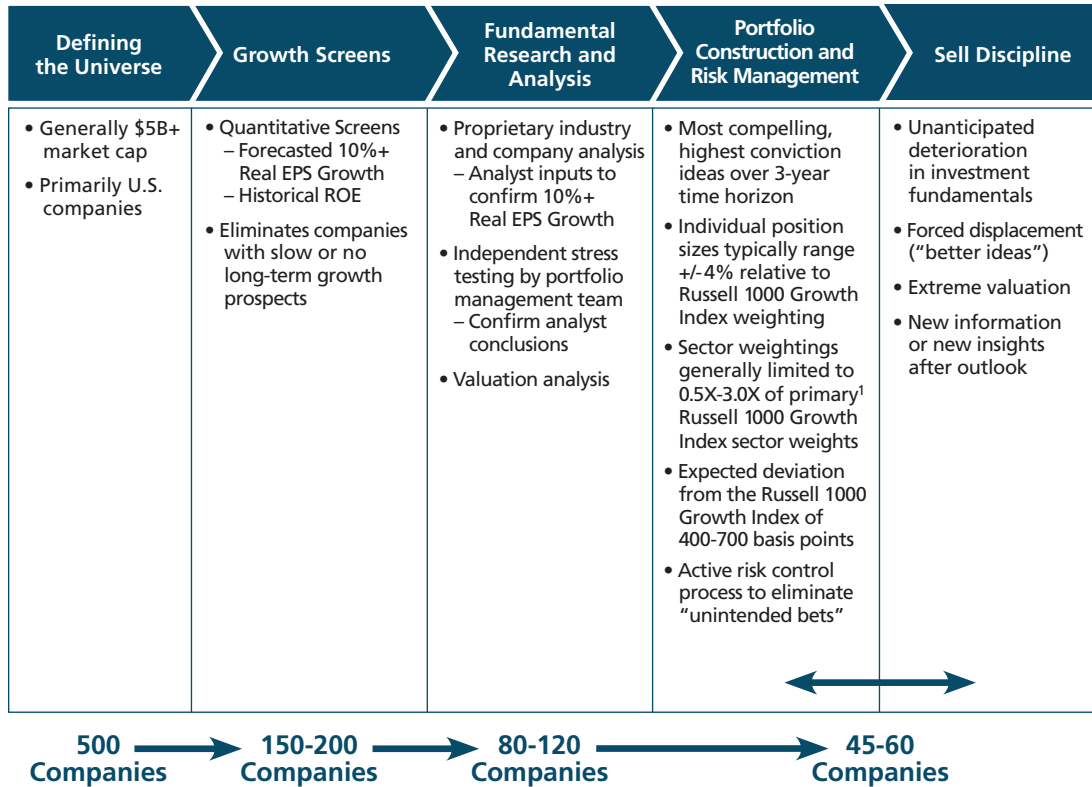 Defining
the Universe
Growth Screens
Fundamental
Research and
Analysis
Portfolio
Construction and
Risk Management
Sell Discipline
• Generally $5B+
market cap
• Primarily U.S.
companies
• Quantitative Screens
– Forecasted 10%+
Real EPS Growth
– Historical ROE
• Eliminates companies
with slow or no
long-term growth
prospects
• Proprietary industry
and company analysis
– Analyst inputs to
confirm 10%+
Real EPS Growth
• Independent stress
testing by portfolio
management team
– Confirm analyst
conclusions
• Valuation analysis
• Most compelling,
highest conviction
ideas over 3-year
time horizon
• Individual position
sizes typically range
+/-4% relative to
Russell 1000 Growth
Index weighting
• Sector weightings
generally limited to
0.5X-3.0X of primary¹
Russell 1000 Growth
Index sector weights
• Expected deviation
from the Russell 1000
Growth Index of
400-700 basis points
• Active risk control
process to eliminate
“unintended bets”
• Unanticipated
deterioration
in investment
fundamentals
• Forced displacement
(“better ideas”)
• Extreme valuation
• New information
or new insights
after outlook
500
Companies
150-200
Companies
80-120
Companies
45-60
Companies